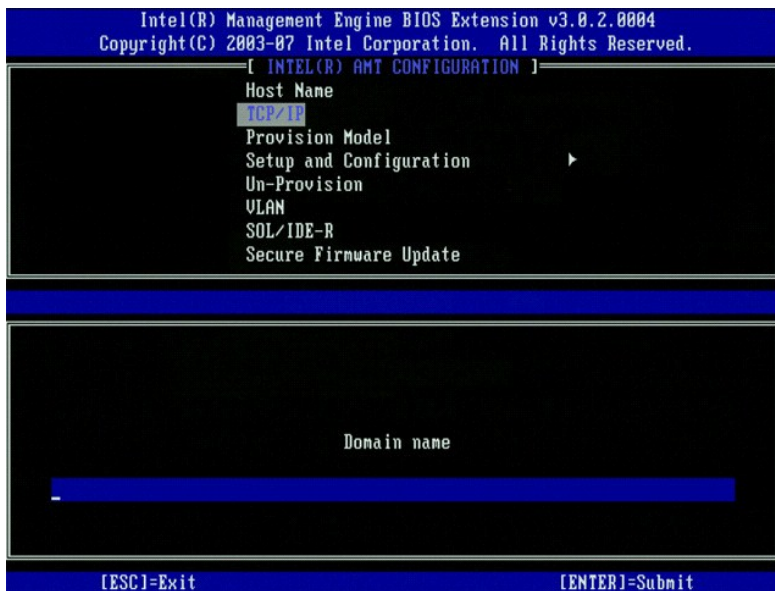 Intel(R) Management Engine BIOS Extension v3.0.2.0004
Copyright(C) 2003-07 Intel Corporation. All Rights Reserved.
[ INTEL(R) AMT CONFIGURATION ]
Host Name
TCP/IP
Provision Model
Setup and Configuration
Un-Provision
VLAN
SOL/IDE-R
Secure Firmware Update
Domain name
[ESC]=Exit [ENTER]=Submit